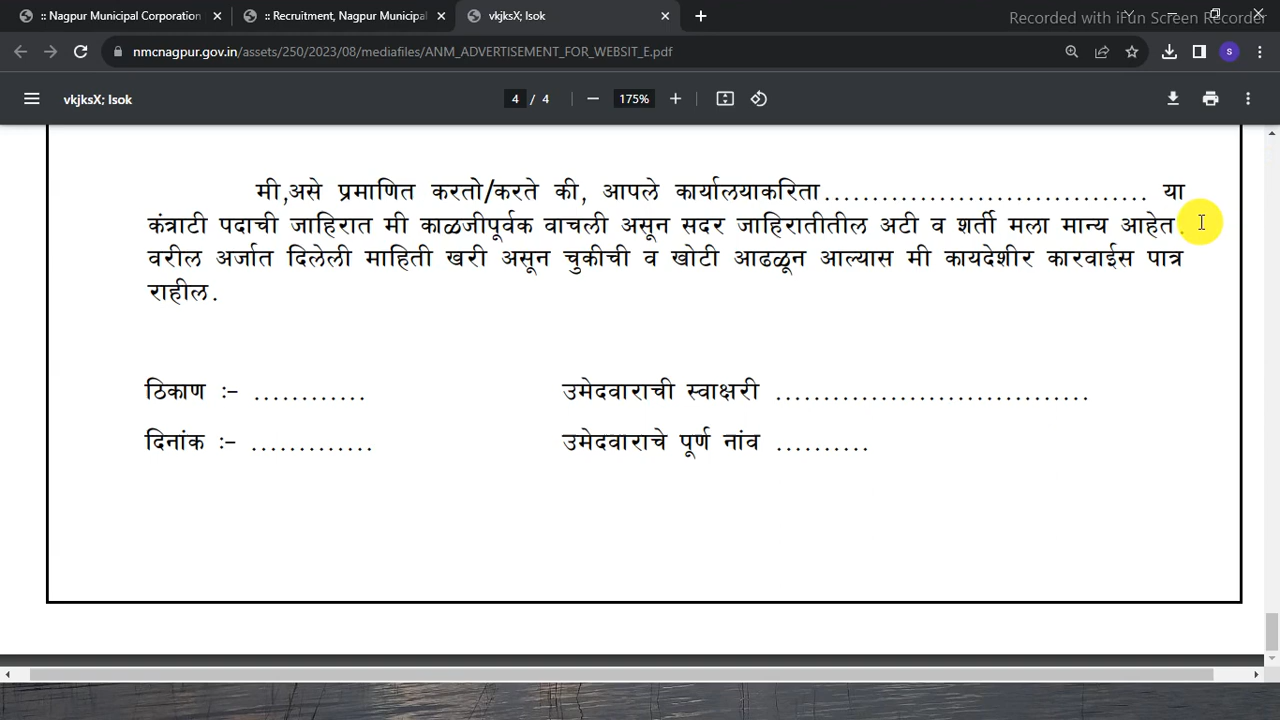 :: Nagpur Municipal Corporation
:: Recruitment, Nagpur Municipal
vkjksX; Isok
Recorded with iFun Screen Recorder
nmcnagpur.gov.in/assets/250/2023/08/mediafiles/ANM_ADVERTISEMENT_FOR_WEBSIT_E.pdf
S
vkjksX; Isok
4 / 4
175%
मी,असे प्रमाणित करतो/करते की, आपले कार्यालयाकरिता.................................. या
कंत्राटी पदाची जाहिरात मी काळजीपूर्वक वाचली असून सदर जाहिरातीतील अटी व शर्ती मला मान्य आहेत.
वरील अर्जात दिलेली माहिती खरी असून चुकीची व खोटी आढळून आल्यास मी कायदेशीर कारवाईस पात्र
राहील.
ठिकाण :- ............ उमेदवाराची स्वाक्षरी .................................
दिनांक :- ............. उमेदवाराचे पूर्ण नांव ..........